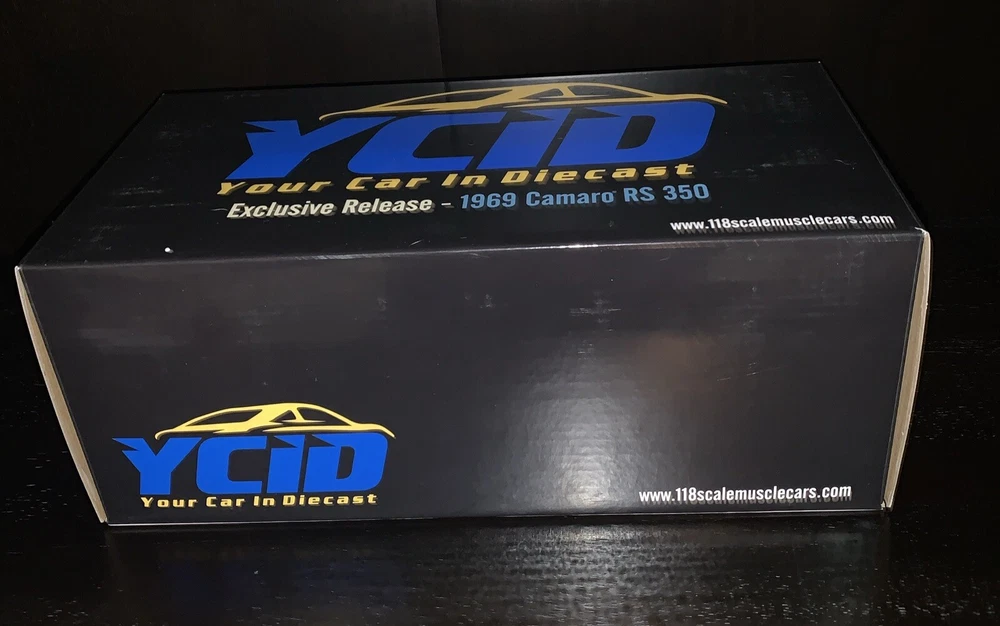 YCID
Your Car In Diecast
Exclusive Release - 1969 Camaro RS 350
www.118scalemusclecars.com
YCID
Your Car In Diecast
www.118scalemusclecars.com